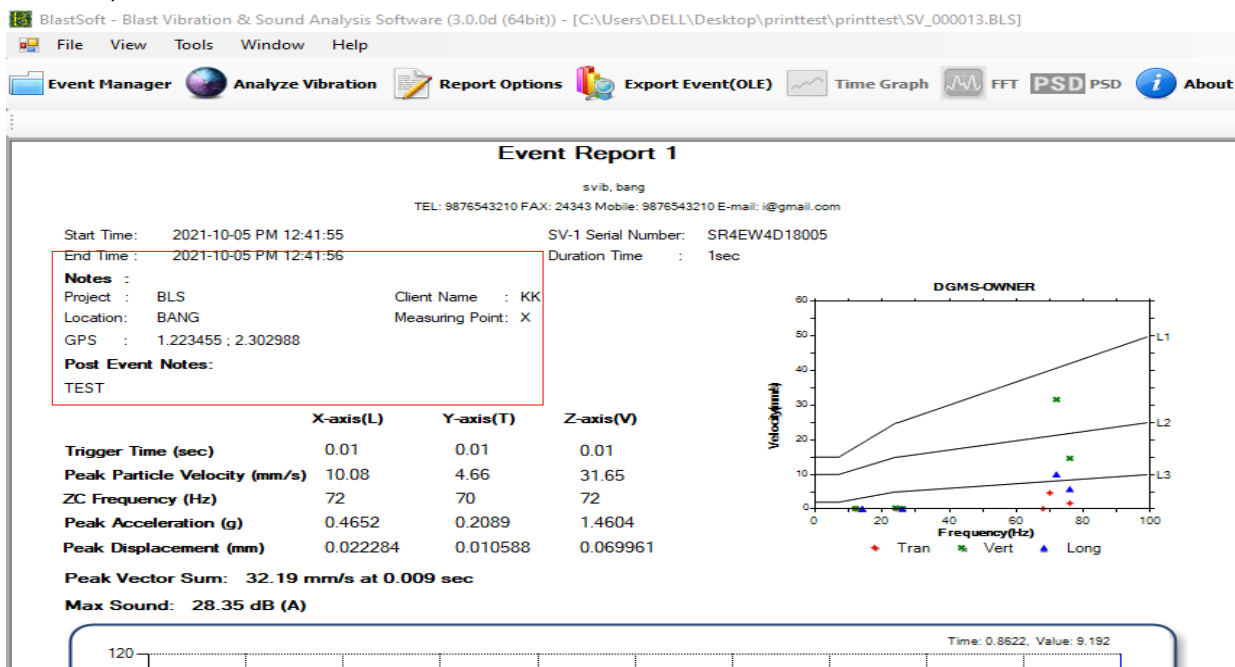 BlastSoft - Blast Vibration & Sound Analysis Software (3.0.0d (64bit)) - [C:\Users\DELL\Desktop\printtest\printtest\SV_000013.BLS]
File View Tools Window Help
Event Manager Analyze Vibration Report Options Export Event(OLE) Time Graph FFT PSD PSD About
Event Report 1
svib, bang
TEL: 9876543210 FAX: 24343 Mobile: 9876543210 E-mail: i@gmail.com
Start Time: 2021-10-05 PM 12:41:55 SV-1 Serial Number: SR4EW4D18005
End Time : 2021-10-05 PM 12:41:56 Duration Time : 1sec
Notes :
Project : BLS Client Name : KK
Location: BANG Measuring Point: X
GPS : 1.223455 ; 2.302988
Post Event Notes:
TEST
X-axis(L) Y-axis(T) Z-axis(V)
Trigger Time (sec) 0.01 0.01 0.01
Peak Particle Velocity (mm/s) 10.08 4.66 31.65
ZC Frequency (Hz) 72 70 72
Peak Acceleration (g) 0.4652 0.2089 1.4604
Peak Displacement (mm) 0.022284 0.010588 0.069961
Peak Vector Sum: 32.19 mm/s at 0.009 sec
Max Sound: 28.35 dB (A)
DGMS-OWNER
Velocity(mm/s)
60
50
40
30
20
10
0
L1
L2
L3
0 20 40 60 80 100
Frequency(Hz)
Tran Vert Long
Time: 0.8622, Value: 9.192
120